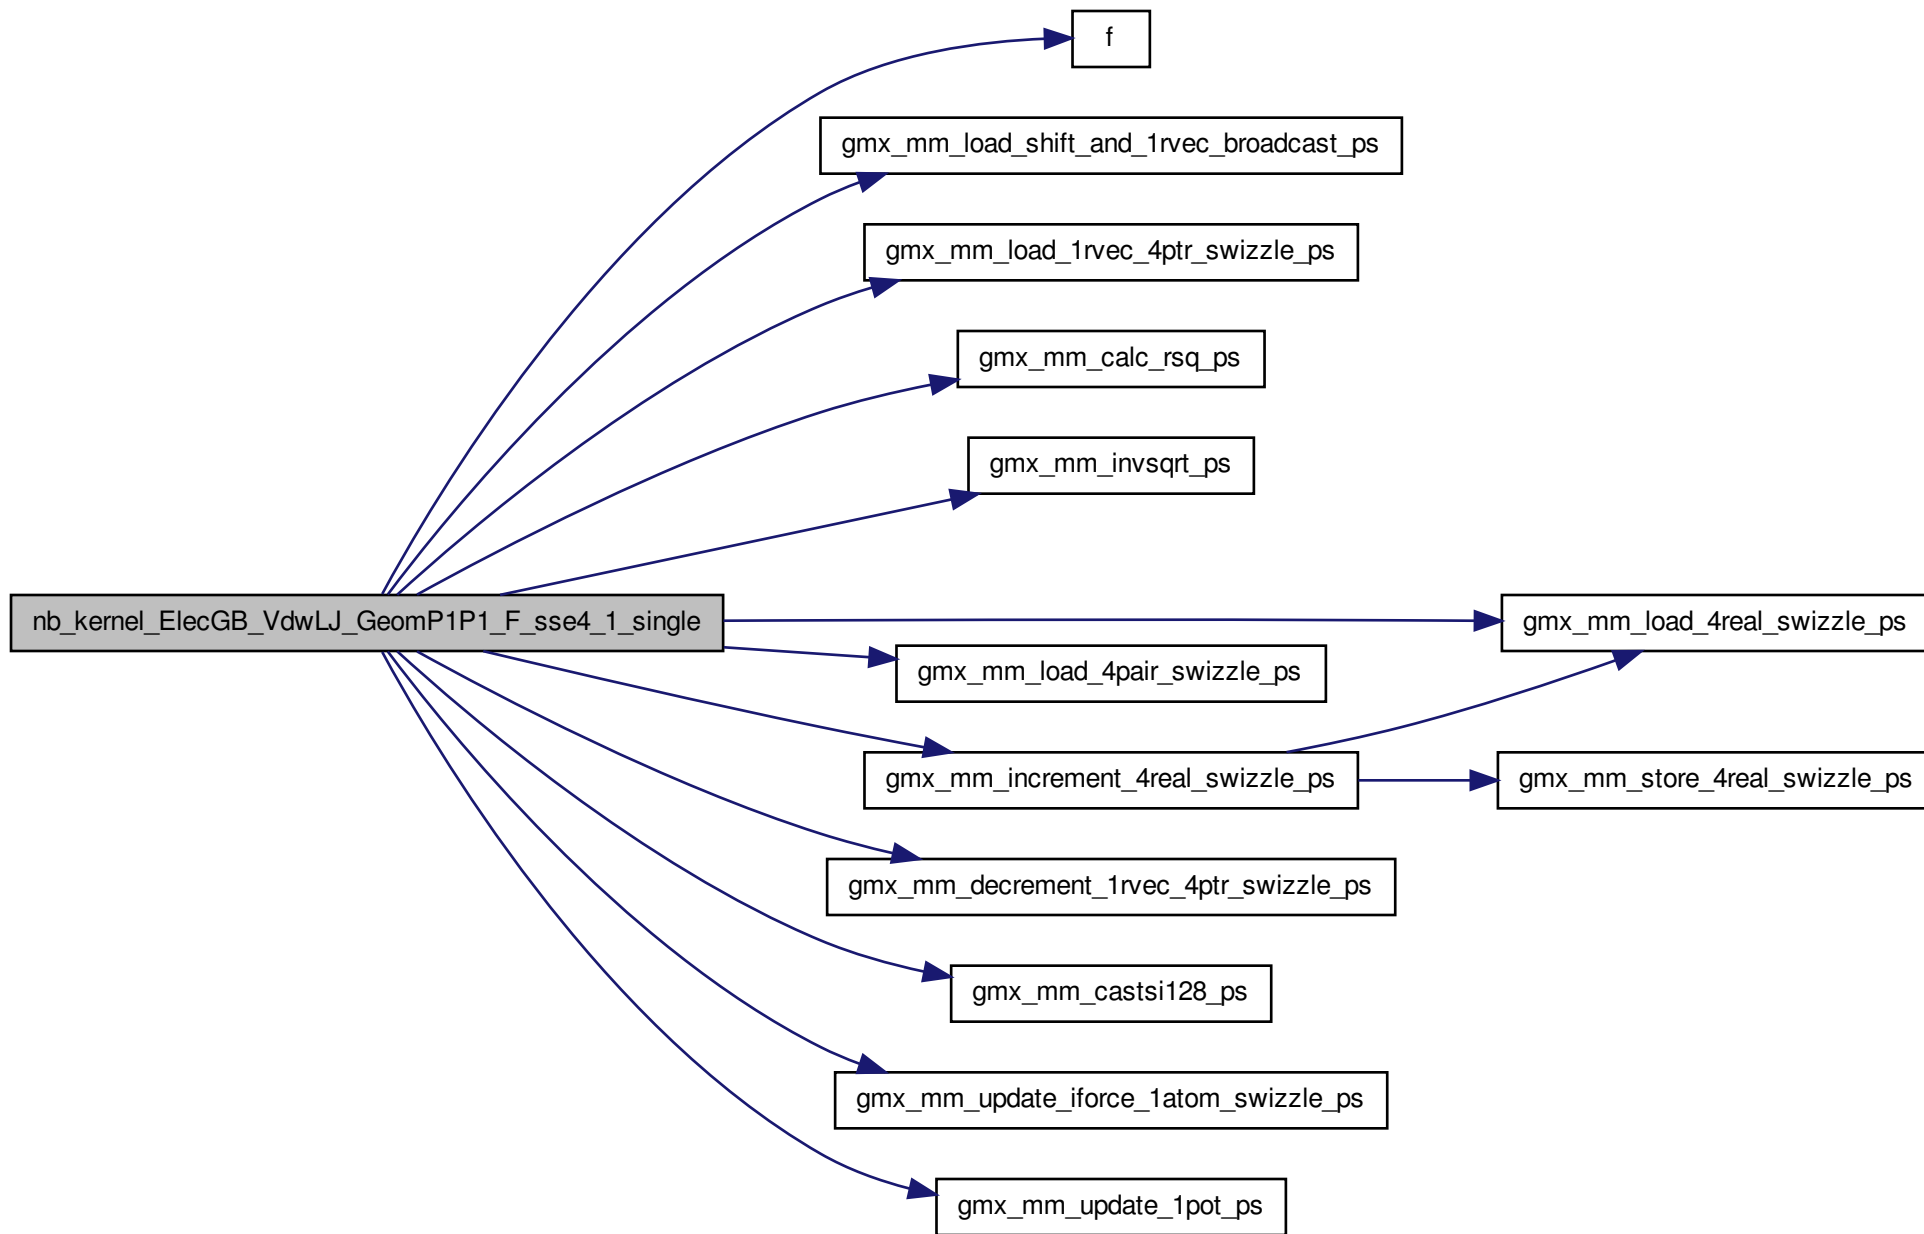 f
gmx_mm_load_shift_and_1rvec_broadcast_ps
gmx_mm_load_1rvec_4ptr_swizzle_ps
gmx_mm_calc_rsq_ps
gmx_mm_invsqrt_ps
nb_kernel_ElecGB_VdwLJ_GeomP1P1_F_sse4_1_single
gmx_mm_load_4real_swizzle_ps
gmx_mm_load_4pair_swizzle_ps
gmx_mm_increment_4real_swizzle_ps
gmx_mm_store_4real_swizzle_ps
gmx_mm_decrement_1rvec_4ptr_swizzle_ps
gmx_mm_castsi128_ps
gmx_mm_update_iforce_1atom_swizzle_ps
gmx_mm_update_1pot_ps